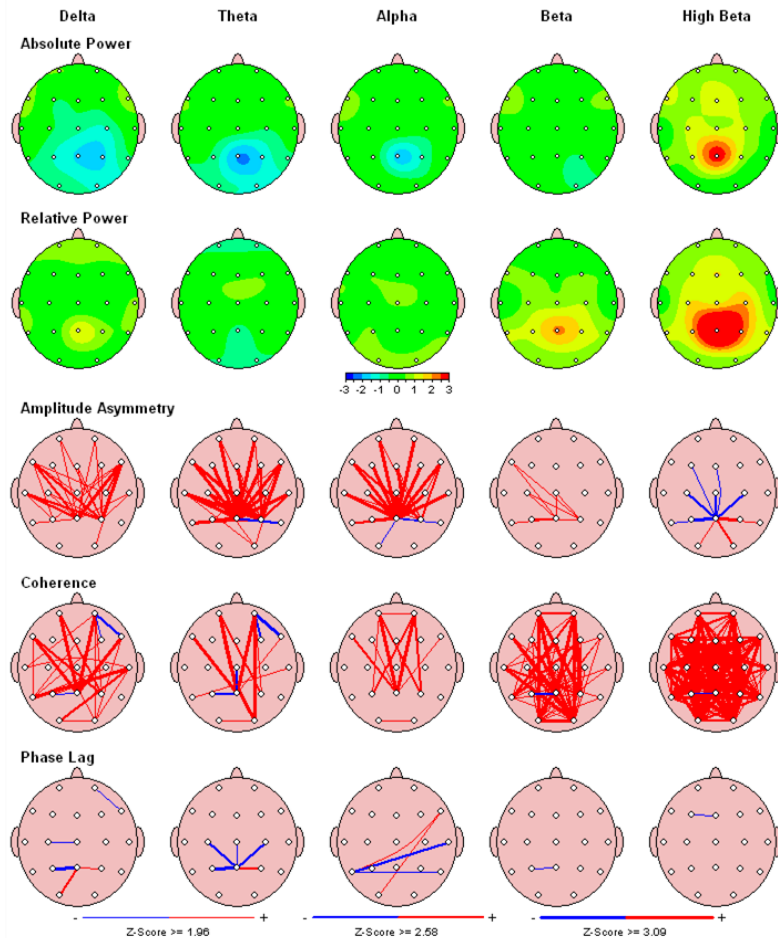 Delta Theta Alpha Beta High Beta
Absolute Power
Relative Power
-3 -2 -1 0 1 2 3
Amplitude Asymmetry
Coherence
Phase Lag
- + - + - +
Z-Score >= 1.96 Z-Score >= 2.58 Z-Score >= 3.09